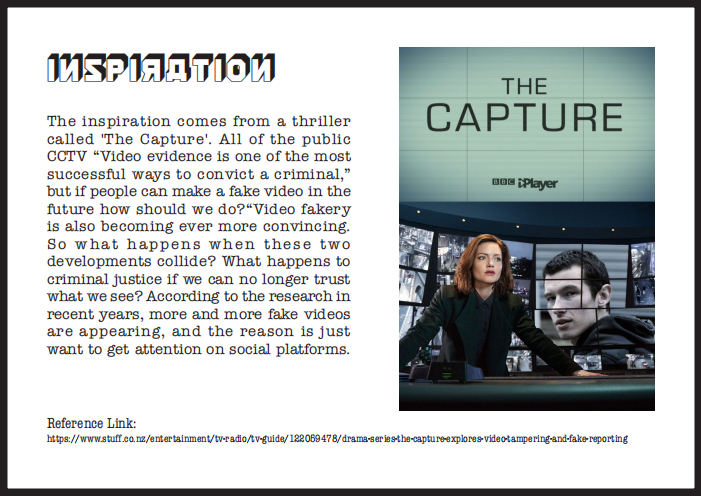 INSPIRATION
The inspiration comes from a thriller
called 'The Capture'. All of the public
CCTV “Video evidence is one of the most
successful ways to convict a criminal,”
but if people can make a fake video in the
future how should we do?“Video fakery
is also becoming ever more convincing.
So what happens when these two
developments collide? What happens to
criminal justice if we can no longer trust
what we see? According to the research in
recent years, more and more fake videos
are appearing, and the reason is just
want to get attention on social platforms.
THE
CAPTURE
BBC iPlayer
Reference Link:
https://www.stuff.co.nz/entertainment/tv-radio/tv-guide/122059478/drama-series-the-capture-explores-video-tampering-and-fake-reporting